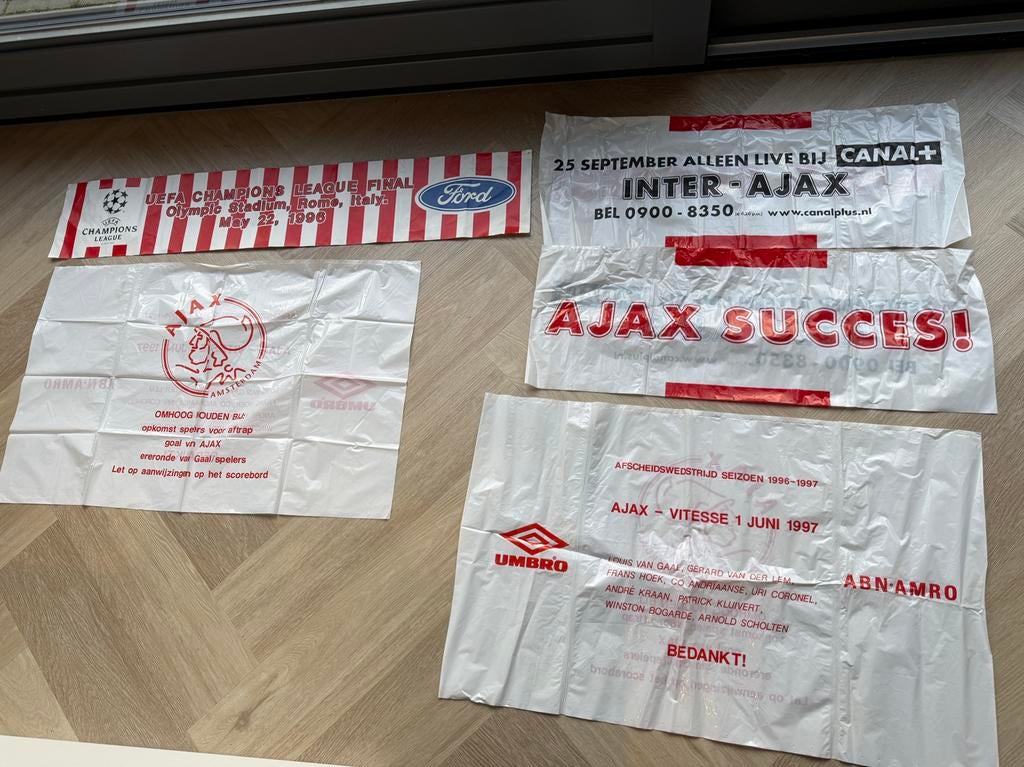 UEFA CHAMPIONS LEAGUE FINAL
Olympic Stadium, Rome, Italy.
May 22, 1996
UEFA
CHAMPIONS
LEAGUE
Ford
25 SEPTEMBER ALLEEN LIVE BIJ CANAL+
INTER - AJAX
BEL 0900 - 8350 www.canalplus.nl
AJAX SUCCES!
AJAX
AMSTERDAM
OMHOOG HOUDEN BIJ:
opkomst spelrs voor aftrap
goal vn AJAX
ereronde van Gaal/spelers
Let op aanwijzingen op het scorebord
ABN·AMRO
UMBRO
AFSCHEIDSWEDSTRIJD SEIZOEN 1996-1997
AJAX – VITESSE 1 JUNI 1997
UMBRO
LOUIS VAN GAAL, GERARD VAN DER LEM,
FRANS HOEK, CO ADRIAANSE, URI CORONEL,
ANDRÉ KRAAN, PATRICK KLUIVERT,
WINSTON BOGARDE, ARNOLD SCHOLTEN
BEDANKT!
ABN·AMRO